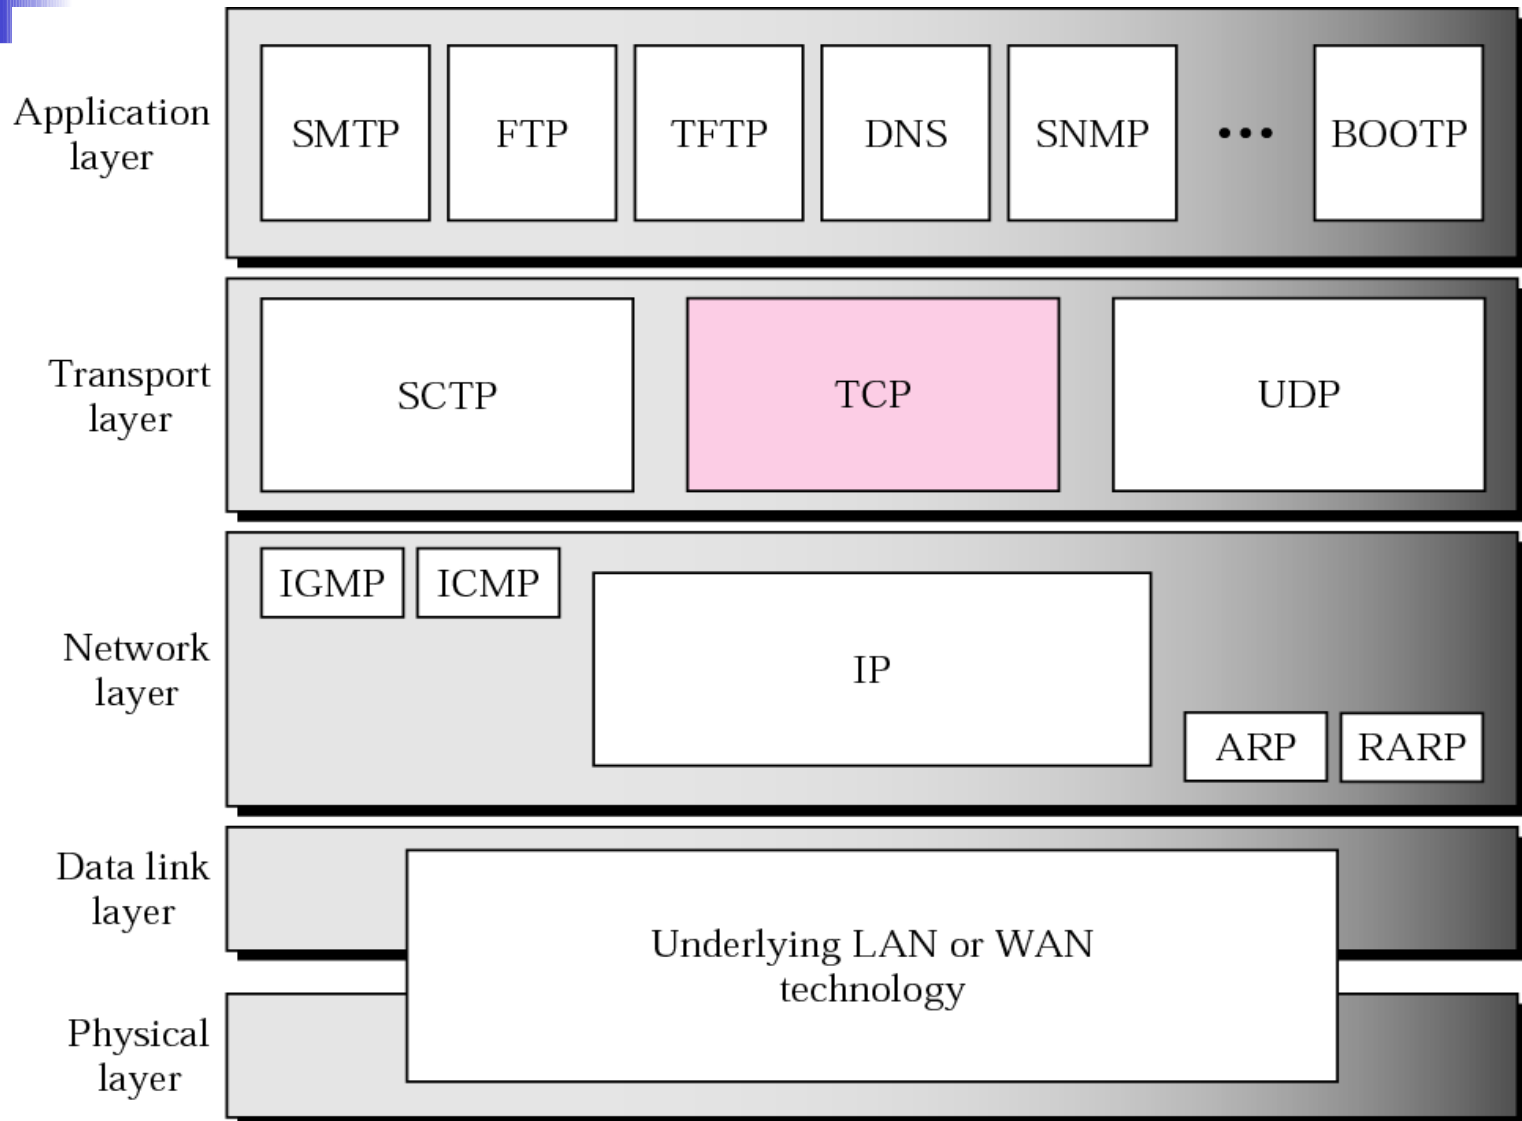 Application
layer
SMTP
FTP
TFTP
DNS
SNMP
•••
BOOTP
Transport
layer
SCTP
TCP
UDP
Network
layer
IGMP
ICMP
IP
ARP
RARP
Data link
layer
Underlying LAN or WAN
technology
Physical
layer